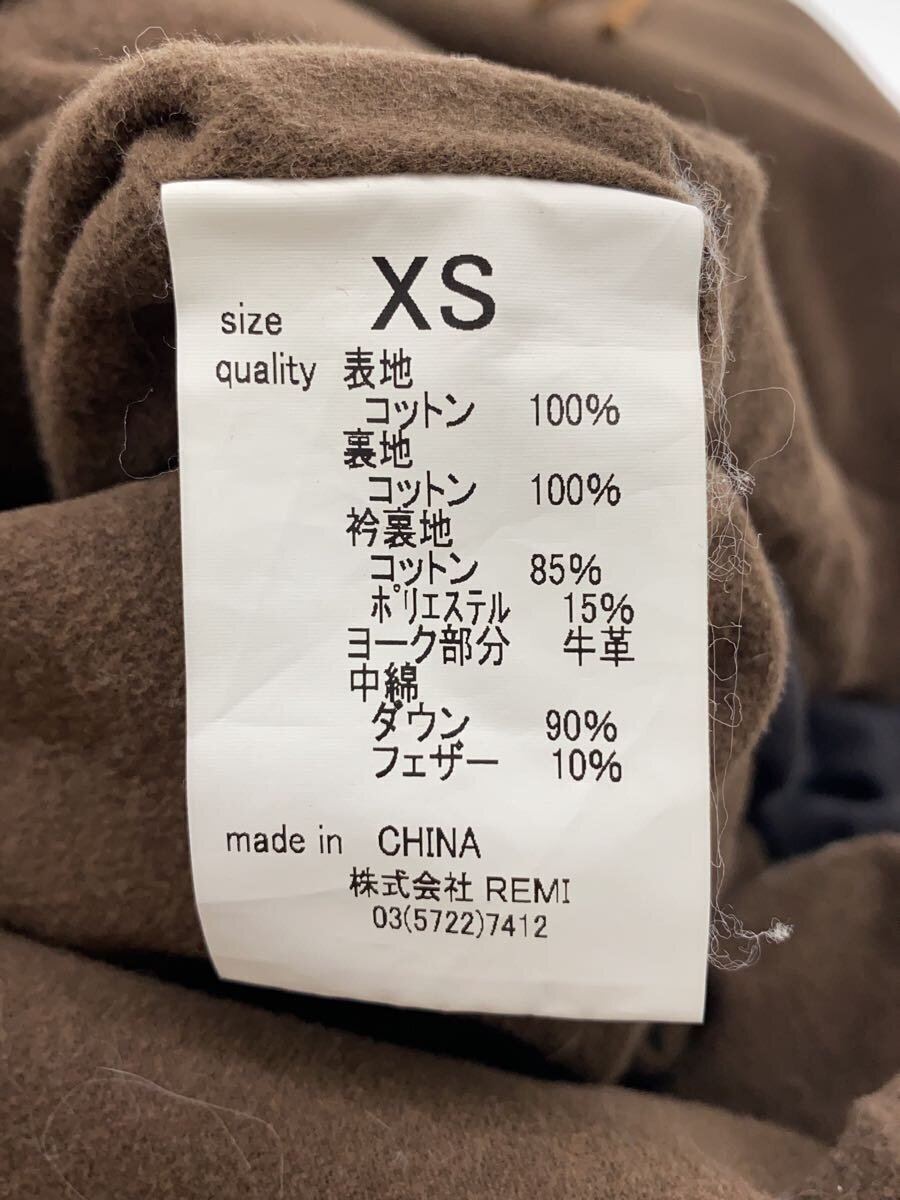 size XS
quality 表地
コットン 100%
裏地
コットン 100%
衿裏地
コットン 85%
ポリエステル 15%
ヨーク部分 牛革
中綿
ダウン 90%
フェザー 10%
made in CHINA
株式会社 REMI
03(5722)7412